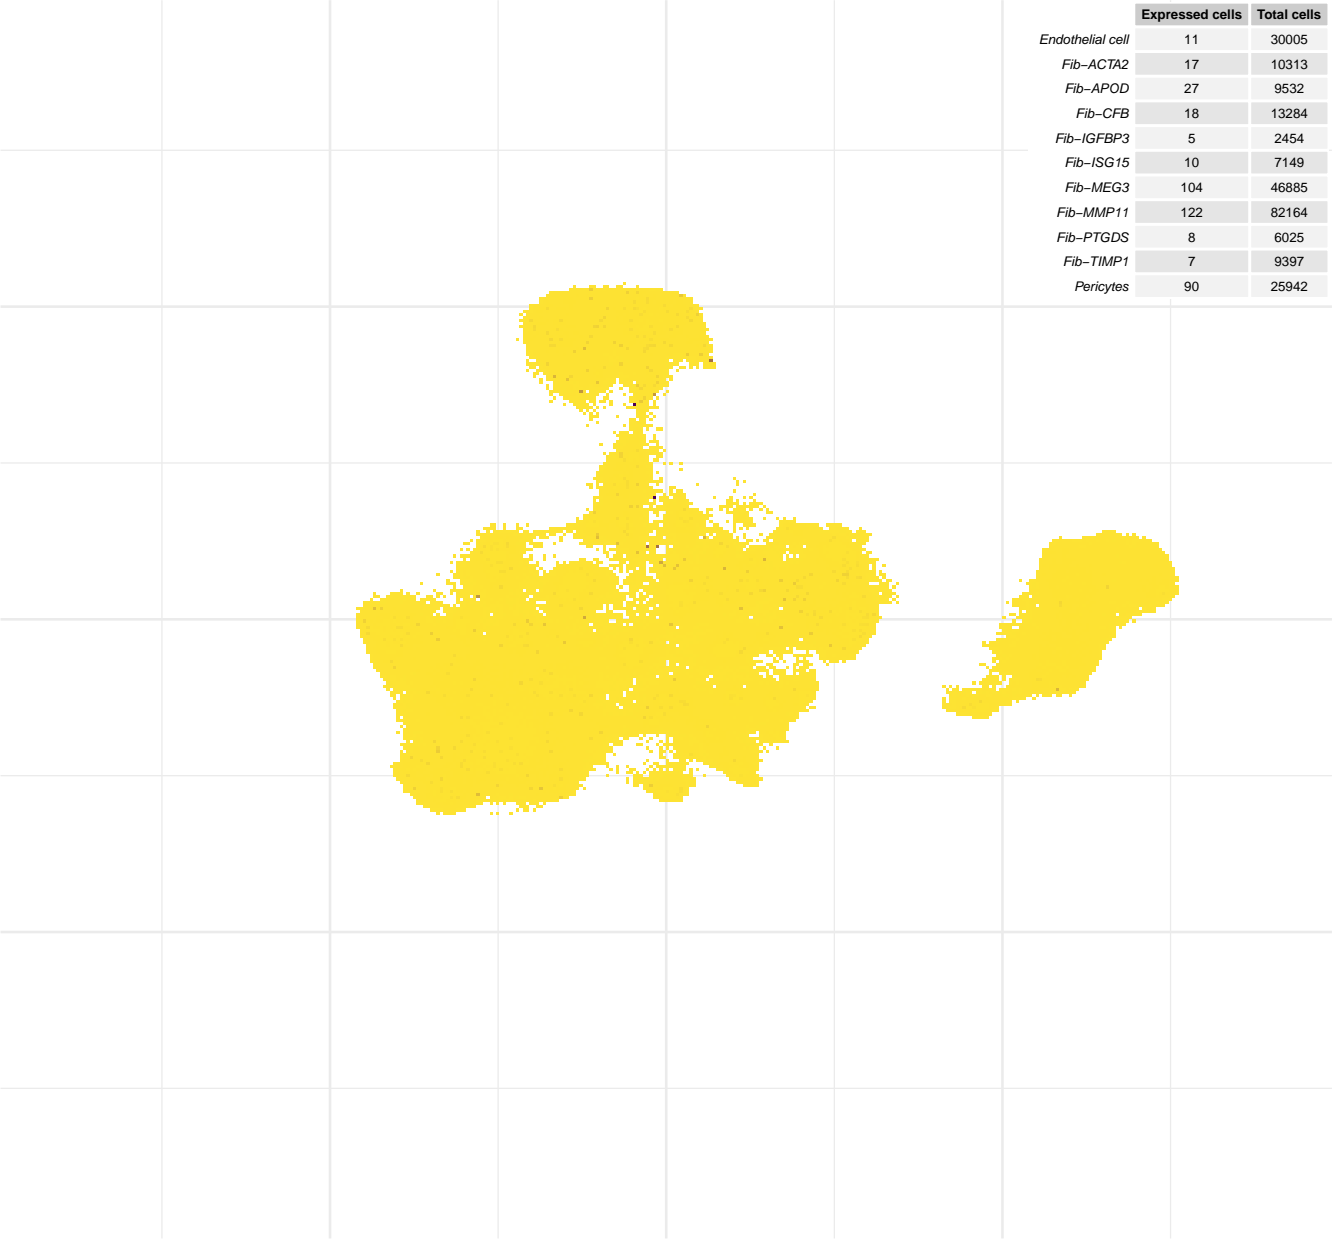 Expressed cells Total cells
Endothelial cell 11 30005
Fib−ACTA2 17 10313
Fib−APOD 27 9532
Fib−CFB 18 13284
Fib−IGFBP3 5 2454
Fib−ISG15 10 7149
Fib−MEG3 104 46885
Fib−MMP11 122 82164
Fib−PTGDS 8 6025
Fib−TIMP1 7 9397
Pericytes 90 25942